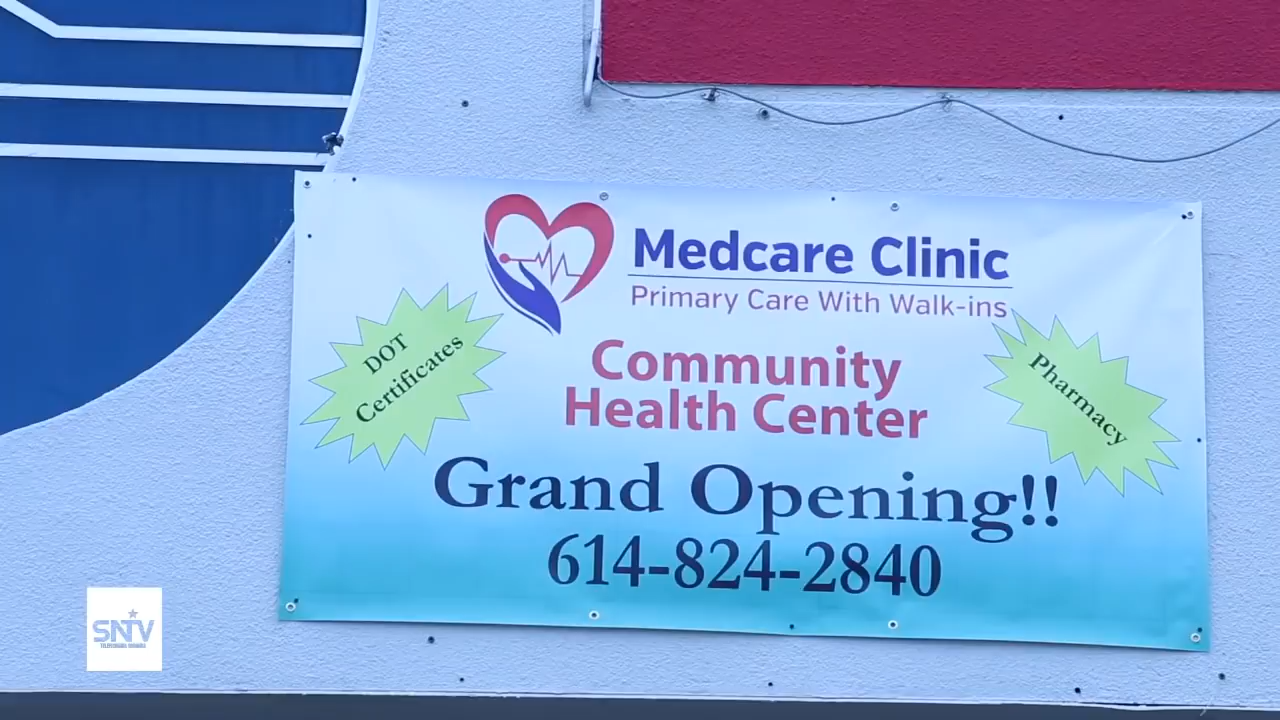 Medcare Clinic
Primary Care With Walk-ins
DOT
Certificates
Community
Health Center
Pharmacy
Grand Opening!!
614-824-2840
SNTV